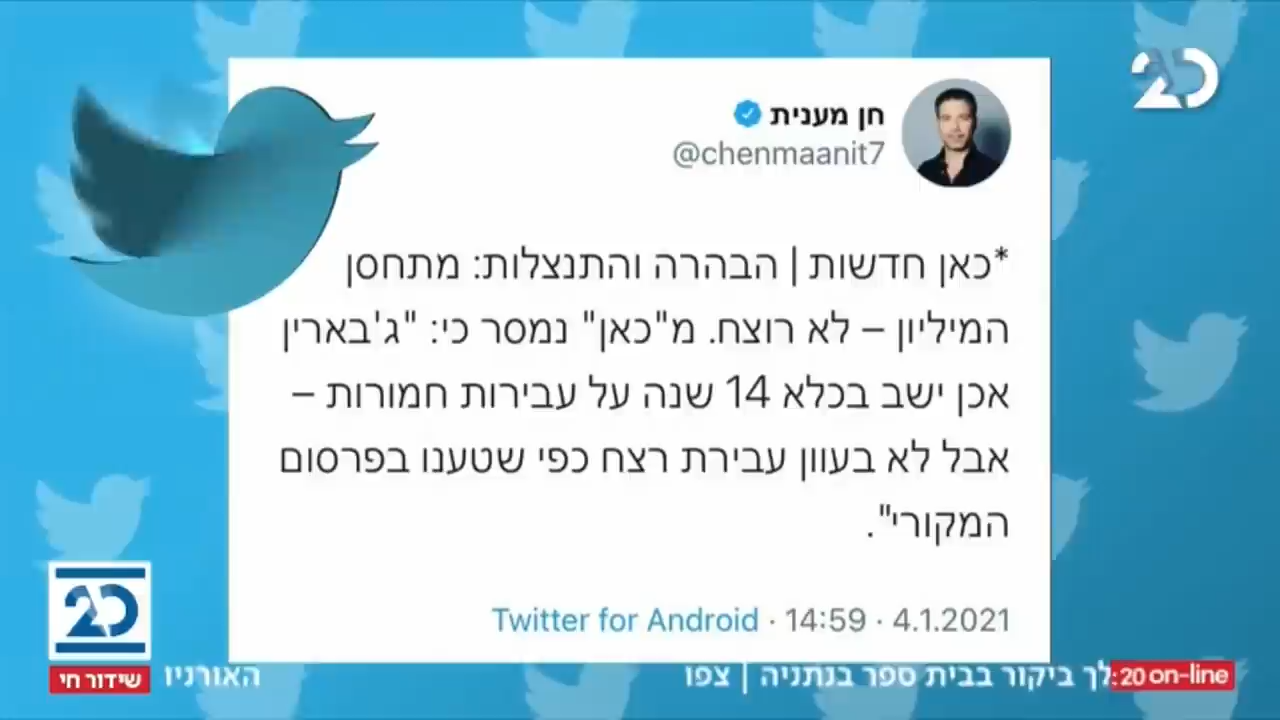 20
חן מענית
@chenmaanit7
*כאן חדשות | הבהרה והתנצלות: מתחסן
המיליון – לא רוצח. מ"כאן" נמסר כי: "ג'בארין
אכן ישב בכלא 14 שנה על עבירות חמורות –
אבל לא בעוון עבירת רצח כפי שטענו בפרסום
המקורי".
Twitter for Android · 14:59 · 4.1.2021
20
שידור חי
לך ביקור בבית ספר בנתניה | צפו
האורניו
:20 on-line